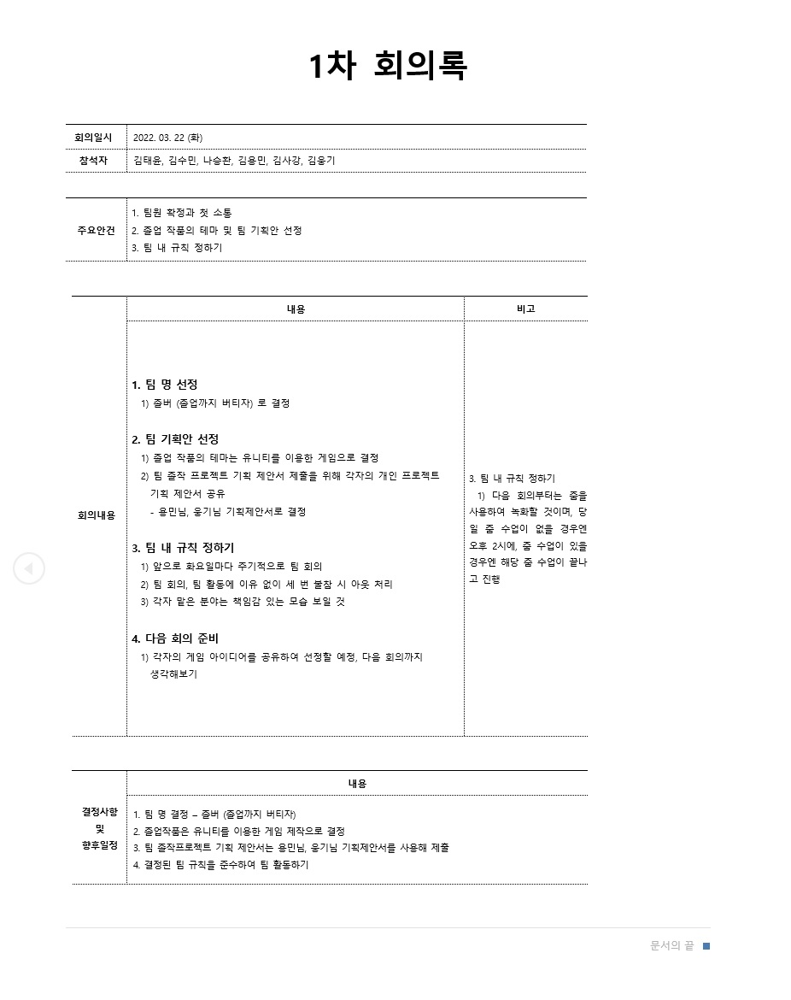 1차 회의록
회의일시 2022. 03. 22 (화)
참석자 김태윤, 김수민, 나승환, 김용민, 김사강, 김웅기
주요안건
1. 팀원 확정과 첫 소통
2. 졸업 작품의 테마 및 팀 기획안 선정
3. 팀 내 규칙 정하기
회의내용
내용
1. 팀 명 선정
1) 졸버 (졸업까지 버티자) 로 결정
2. 팀 기획안 선정
1) 졸업 작품의 테마는 유니티를 이용한 게임으로 결정
2) 팀 졸작 프로젝트 기획 제안서 제출을 위해 각자의 개인 프로젝트
기획 제안서 공유
- 용민님, 웅기님 기획제안서로 결정
3. 팀 내 규칙 정하기
1) 앞으로 화요일마다 주기적으로 팀 회의
2) 팀 회의, 팀 활동에 이유 없이 세 번 불참 시 아웃 처리
3) 각자 맡은 분야는 책임감 있는 모습 보일 것
4. 다음 회의 준비
1) 각자의 게임 아이디어를 공유하여 선정할 예정, 다음 회의까지
생각해보기
비고
3. 팀 내 규칙 정하기
1) 다음 회의부터는 줌을
사용하여 녹화할 것이며, 당
일 줌 수업이 없을 경우엔
오후 2시에, 줌 수업이 있을
경우엔 해당 줌 수업이 끝나
고 진행
결정사항
및
향후일정
내용
1. 팀 명 결정 – 졸버 (졸업까지 버티자)
2. 졸업작품은 유니티를 이용한 게임 제작으로 결정
3. 팀 졸작프로젝트 기획 제안서는 용민님, 웅기님 기획제안서를 사용해 제출
4. 결정된 팀 규칙을 준수하여 팀 활동하기
문서의 끝